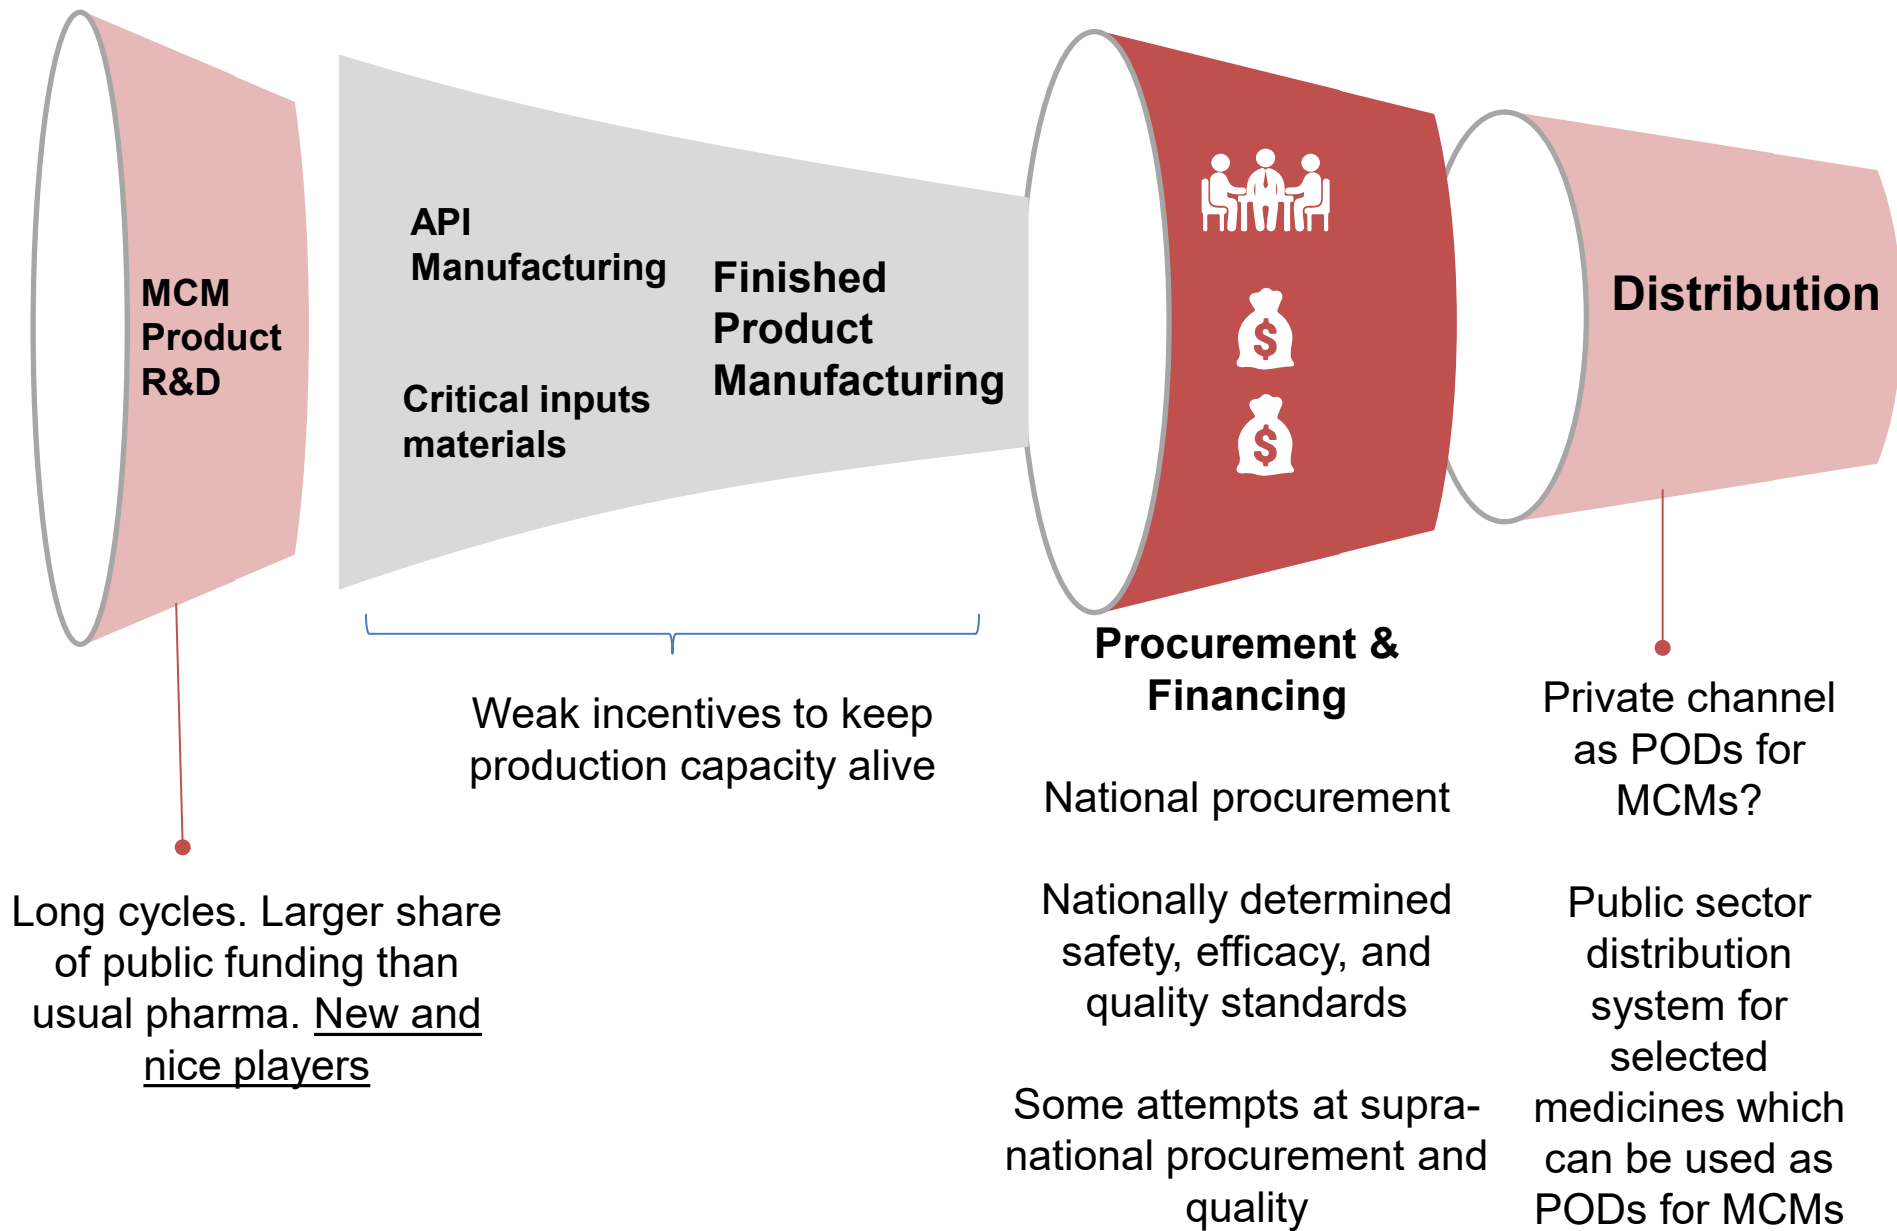 MCM
Product
R&D
API
Manufacturing
Critical inputs
materials
Finished
Product
Manufacturing
$
$
Distribution
Long cycles. Larger share
of public funding than
usual pharma. New and
nice players
Weak incentives to keep
production capacity alive
Procurement &
Financing
National procurement
Nationally determined
safety, efficacy, and
quality standards
Some attempts at supra-
national procurement and
quality
Private channel
as PODs for
MCMs?
Public sector
distribution
system for
selected
medicines which
can be used as
PODs for MCMs